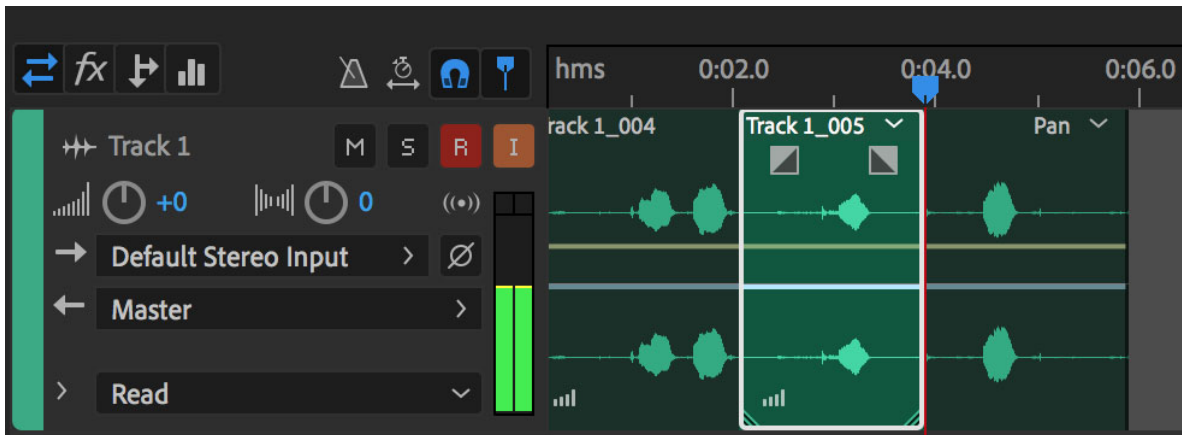 fx
hms 0:02.0 0:04.0 0:06.0
Track 1 M S R I
rack 1_004 Track 1_005 Pan
+0 0
Default Stereo Input
Master
Read